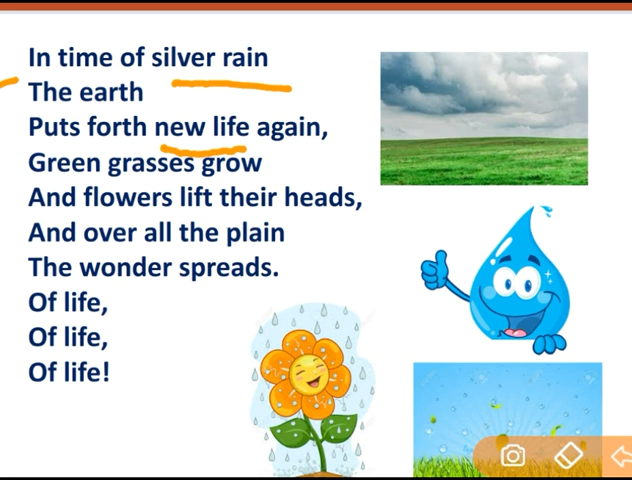 In time of silver rain
The earth
Puts forth new life again,
Green grasses grow
And flowers lift their heads,
And over all the plain
The wonder spreads.
Of life,
Of life,
Of life!